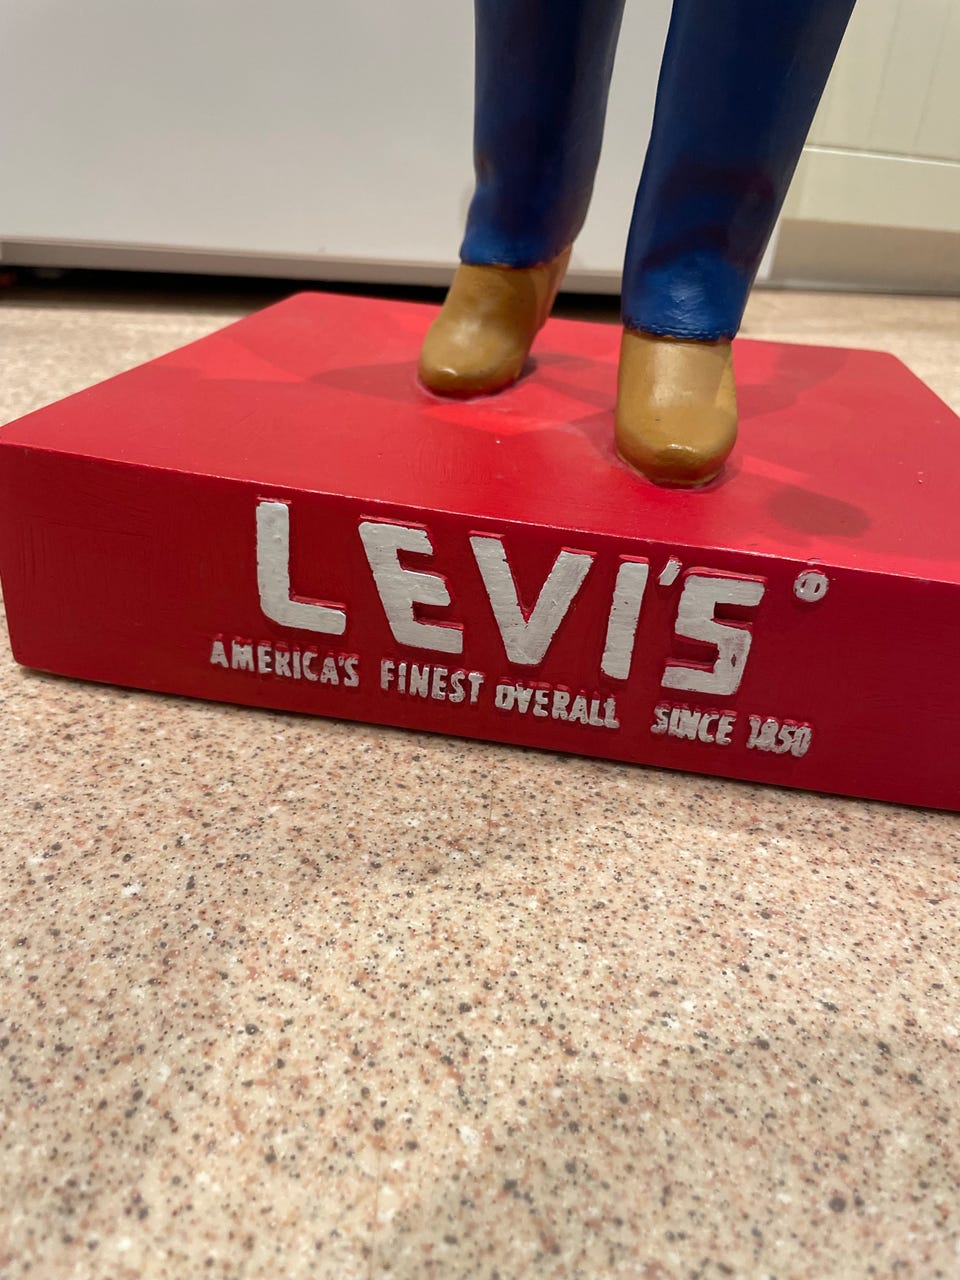 LEVI'S ®
AMERICA'S FINEST OVERALL SINCE 1850